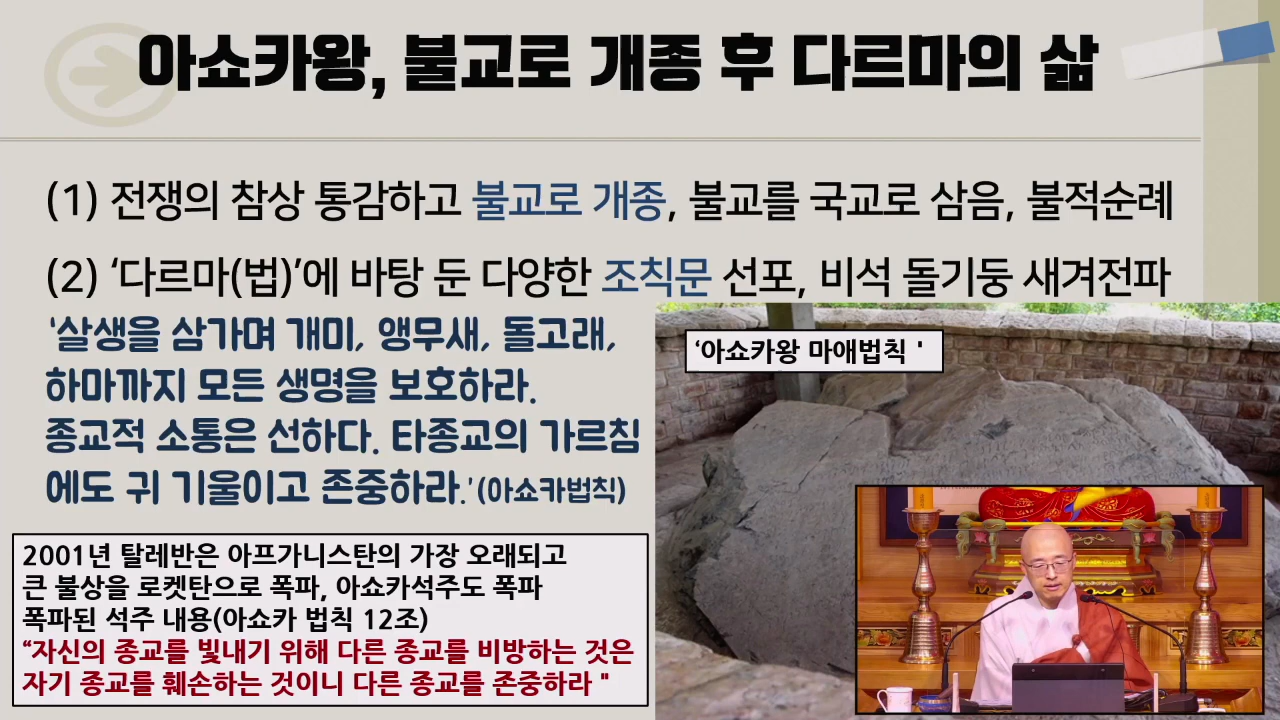 아쇼카왕, 불교로 개종 후 다르마의 삶
(1) 전쟁의 참상 통감하고 불교로 개종, 불교를 국교로 삼음, 불적순례
(2) ‘다르마(법)’에 바탕 둔 다양한 조칙문 선포, 비석 돌기둥 새겨전파
‘살생을 삼가며 개미, 앵무새, 돌고래,
하마까지 모든 생명을 보호하라.
종교적 소통은 선하다. 타종교의 가르침
에도 귀 기울이고 존중하라.’(아쇼카법칙)
‘아쇼카왕 마애법칙 '
2001년 탈레반은 아프가니스탄의 가장 오래되고
큰 불상을 로켓탄으로 폭파, 아쇼카석주도 폭파
폭파된 석주 내용(아쇼카 법칙 12조)
“자신의 종교를 빛내기 위해 다른 종교를 비방하는 것은
자기 종교를 훼손하는 것이니 다른 종교를 존중하라 "